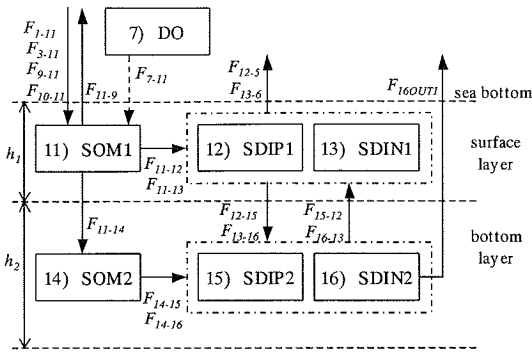 F1-11
F3-11
F9-11
F10-11
F11-9
7) DO
F7-11
F12-5
F13-6
F16OUT1
sea bottom
h1
11) SOM1
F11-12
F11-13
12) SDIP1
13) SDIN1
surface
layer
F11-14
F12-15
F13-16
F15-12
F16-13
h2
14) SOM2
F14-15
F14-16
15) SDIP2
16) SDIN2
bottom
layer